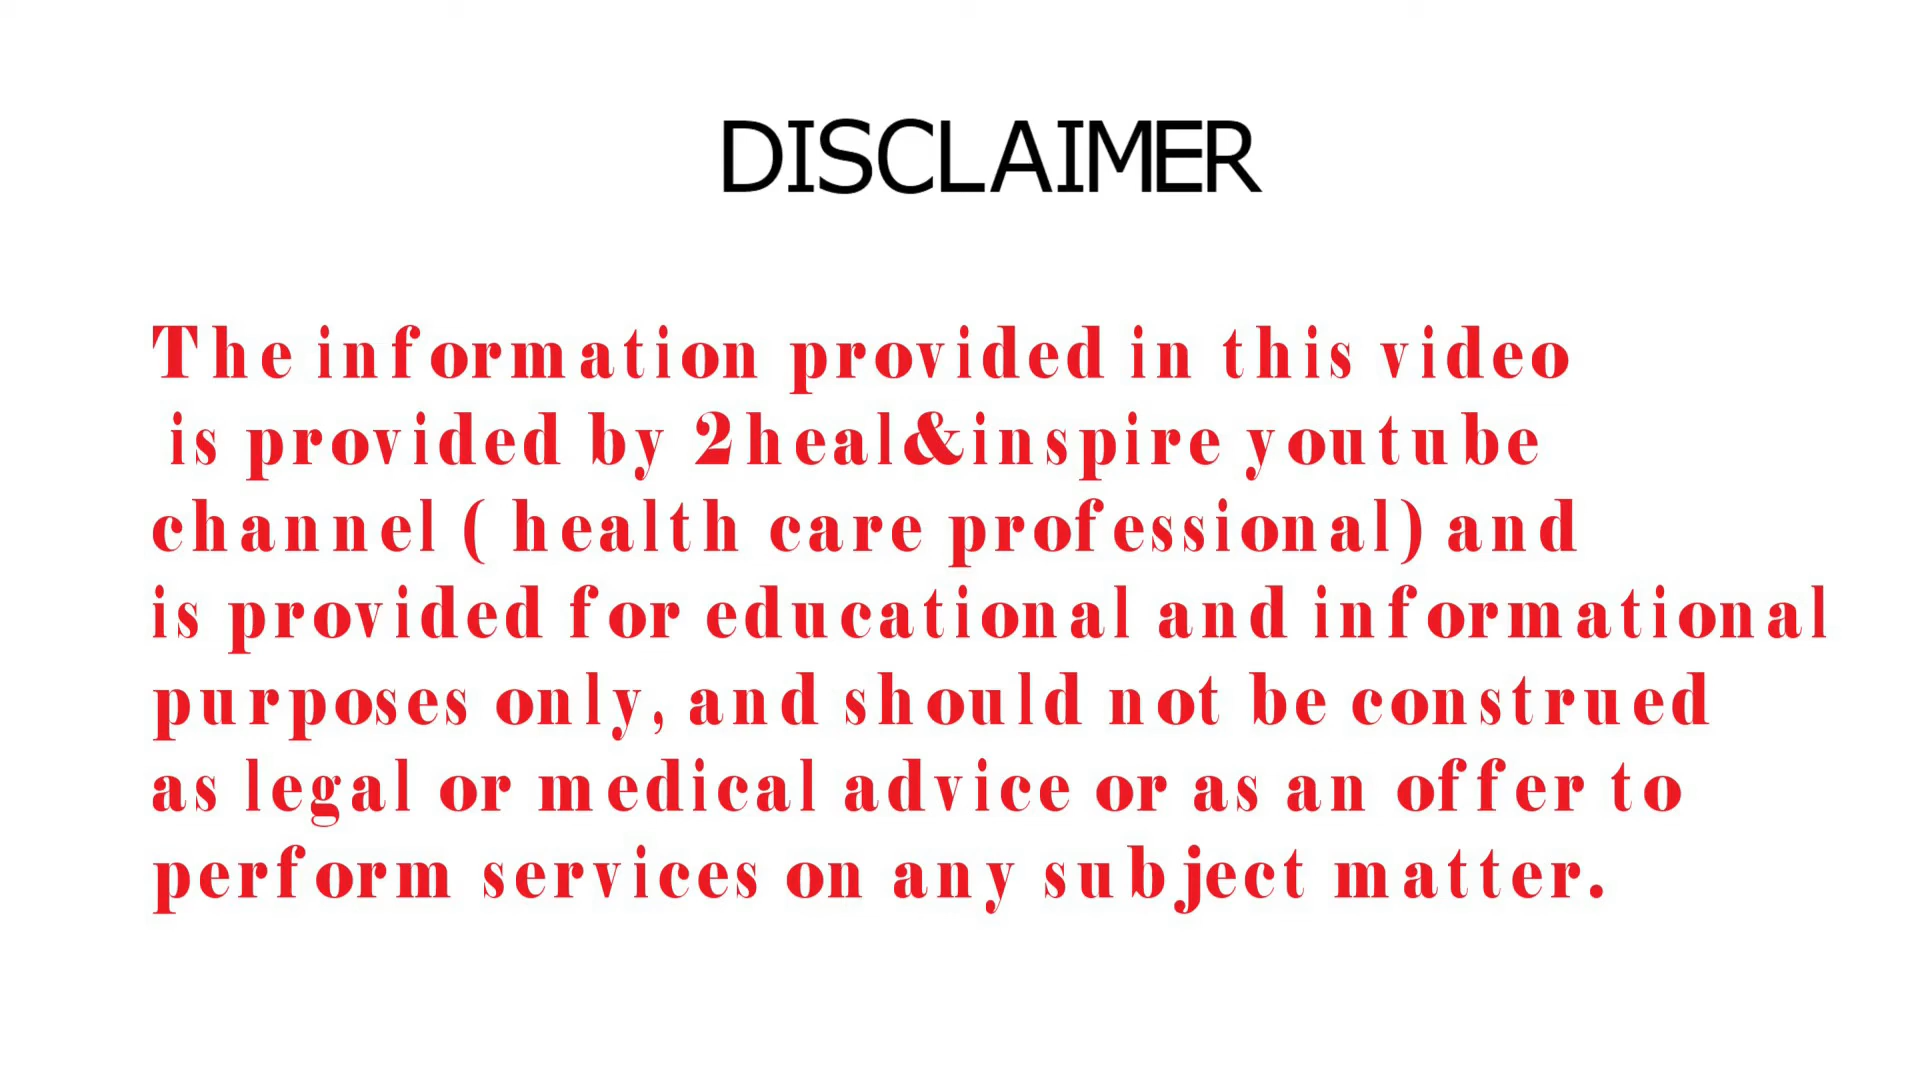 DISCLAIMER
The information provided in this video
is provided by 2heal&inspire youtube
channel ( health care professional) and
is provided for educational and informational
purposes only, and should not be construed
as legal or medical advice or as an offer to
perform services on any subject matter.